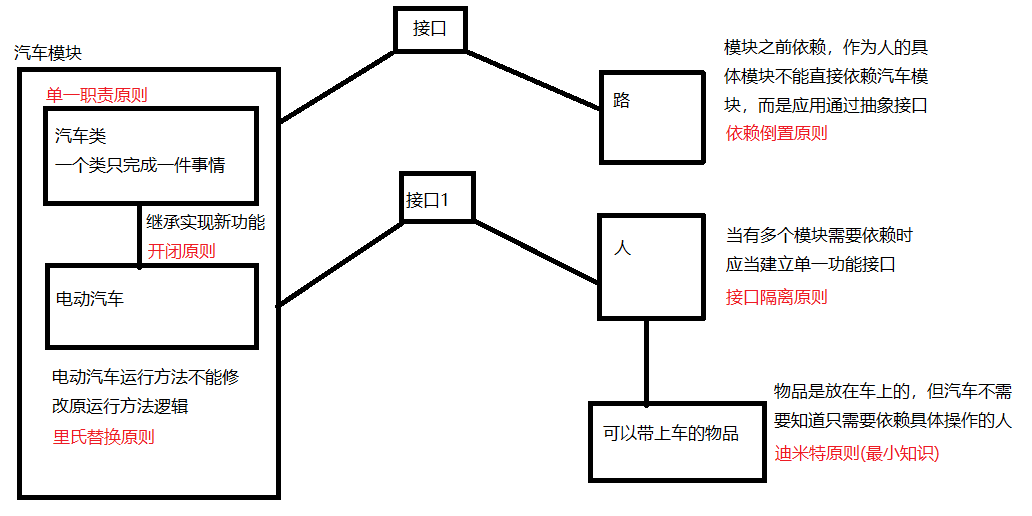 汽车模块
单一职责原则
汽车类
一个类只完成一件事情
继承实现新功能
开闭原则
电动汽车
电动汽车运行方法不能修
改原运行方法逻辑
里氏替换原则
接口
路
模块之前依赖，作为人的具
体模块不能直接依赖汽车模
块，而是应用通过抽象接口
依赖倒置原则
接口1
人
当有多个模块需要依赖时
应当建立单一功能接口
接口隔离原则
可以带上车的物品
物品是放在车上的，但汽车不需
要知道只需要依赖具体操作的人
迪米特原则(最小知识)